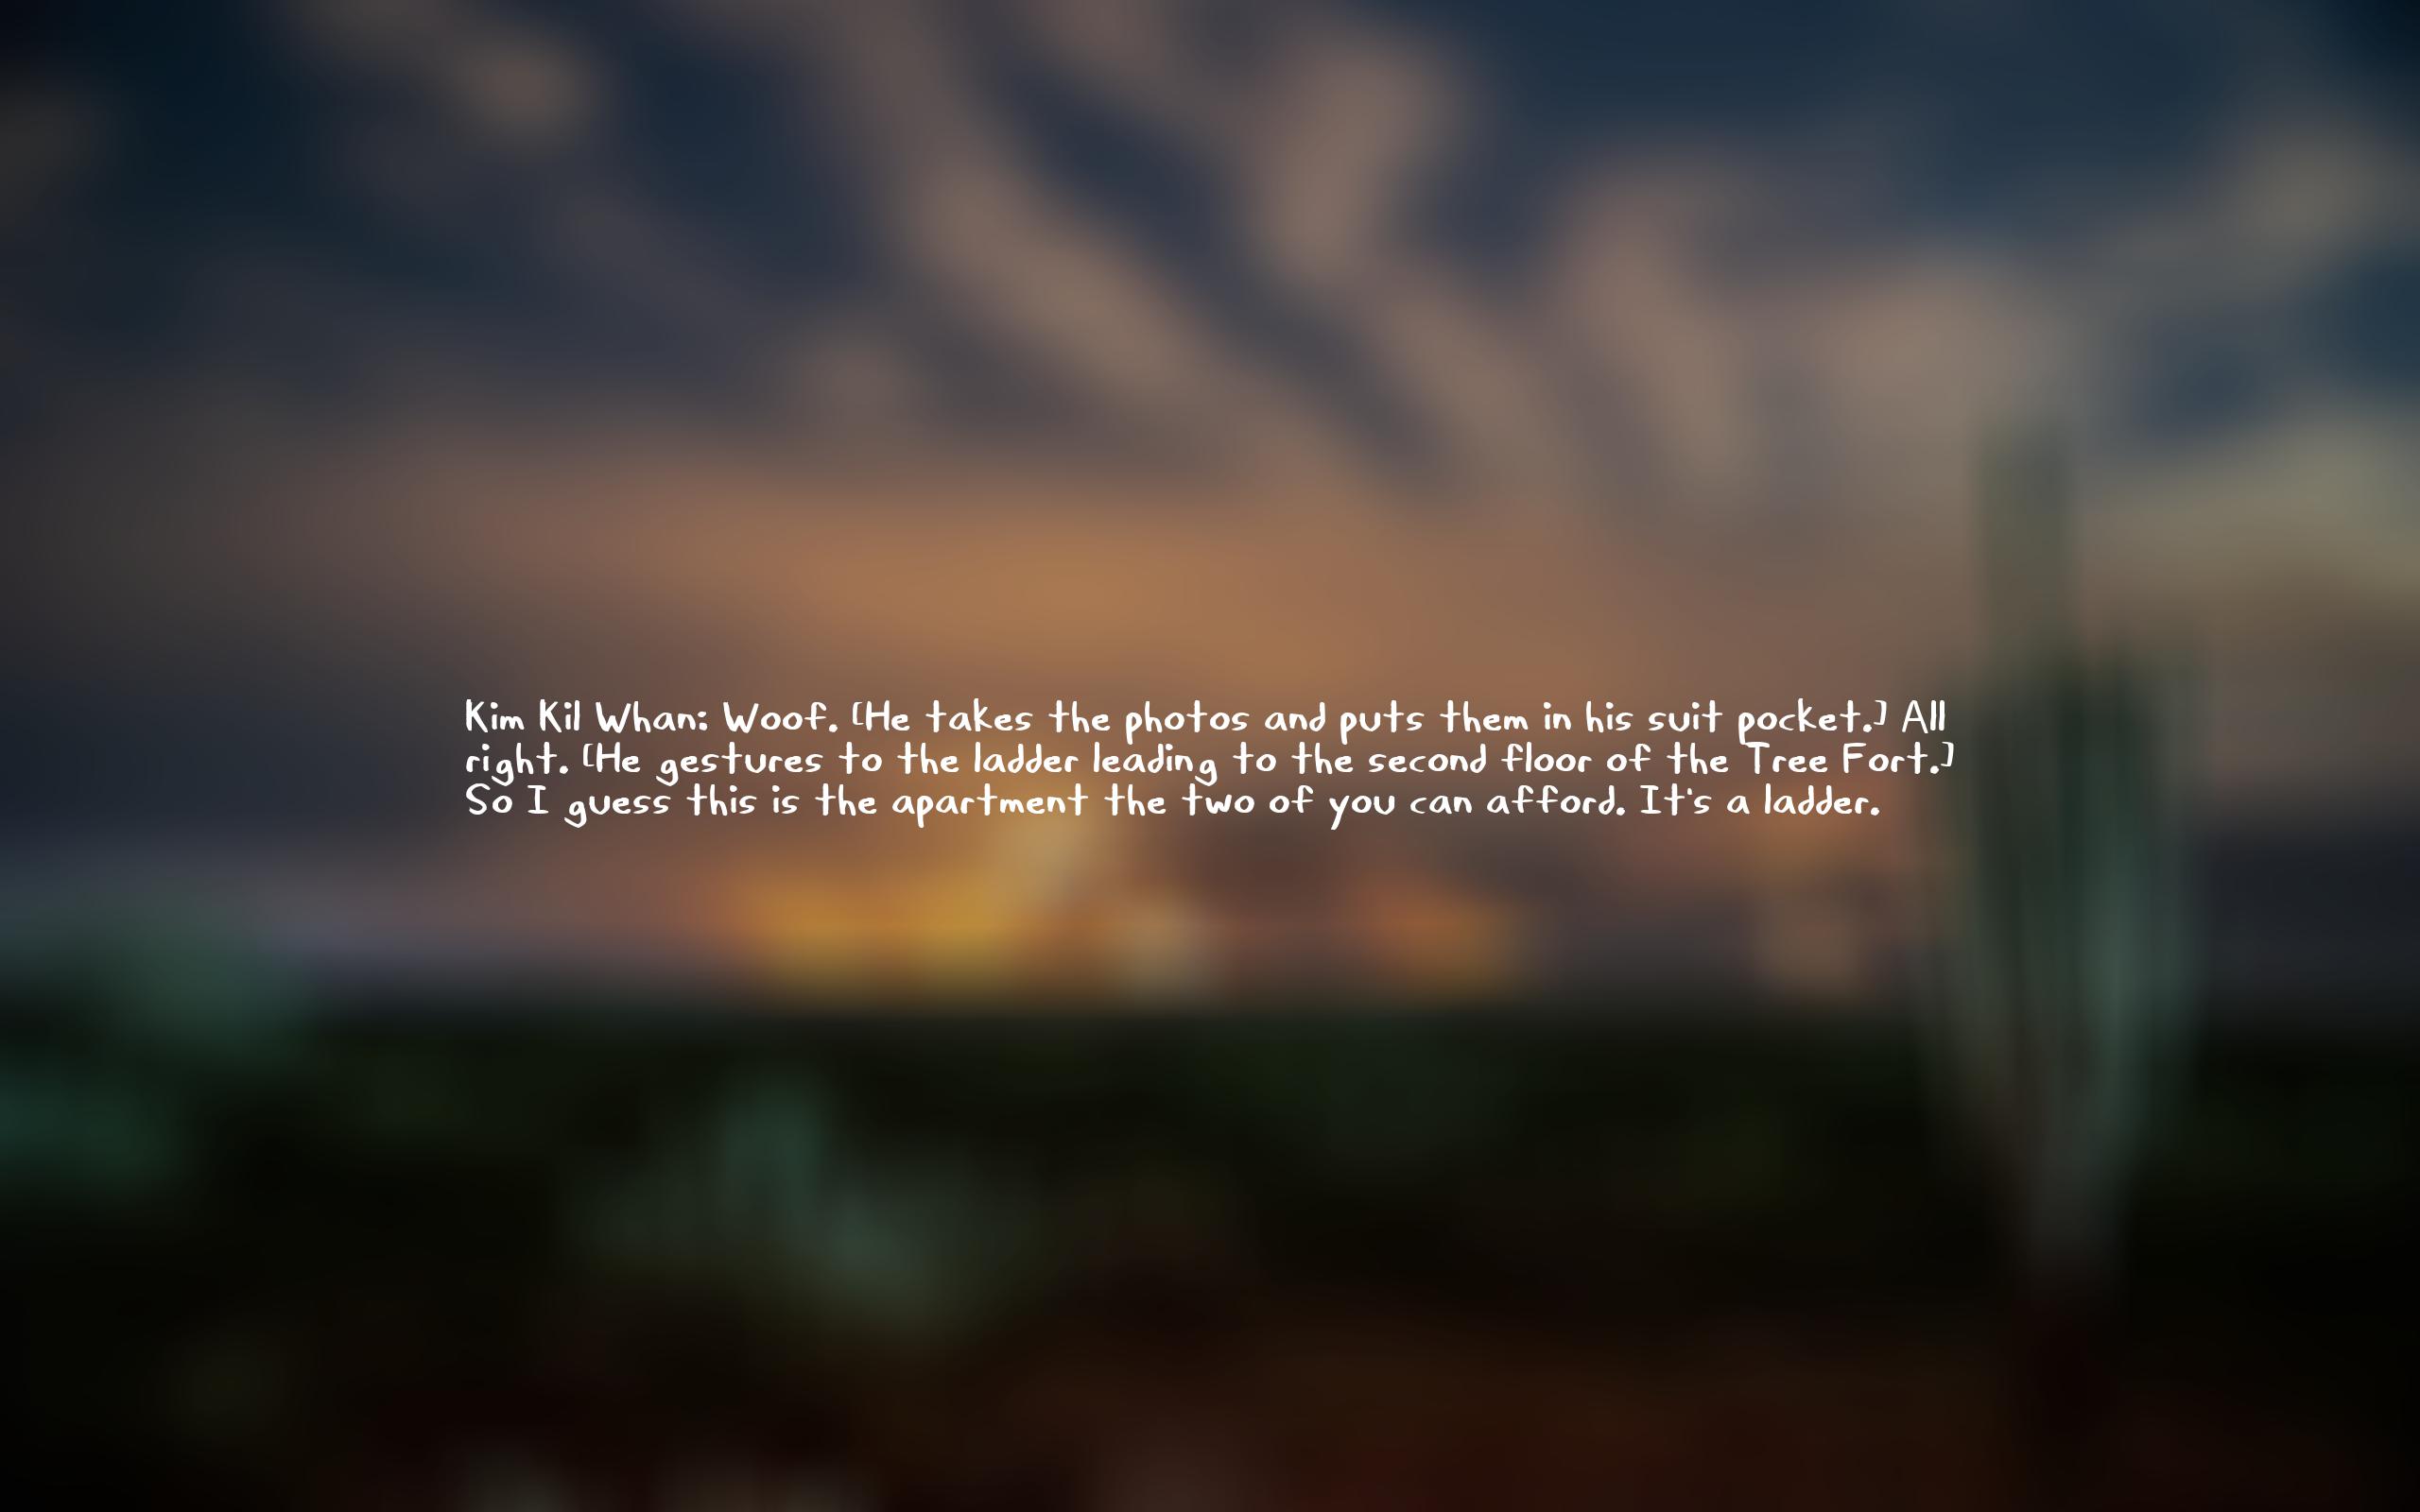 Kim Kil Whan: Woof. [He takes the photos and puts them in his suit pocket.] All
right. [He gestures to the ladder leading to the second floor of the Tree Fort.]
So I guess this is the apartment the two of you can afford. It's a ladder.